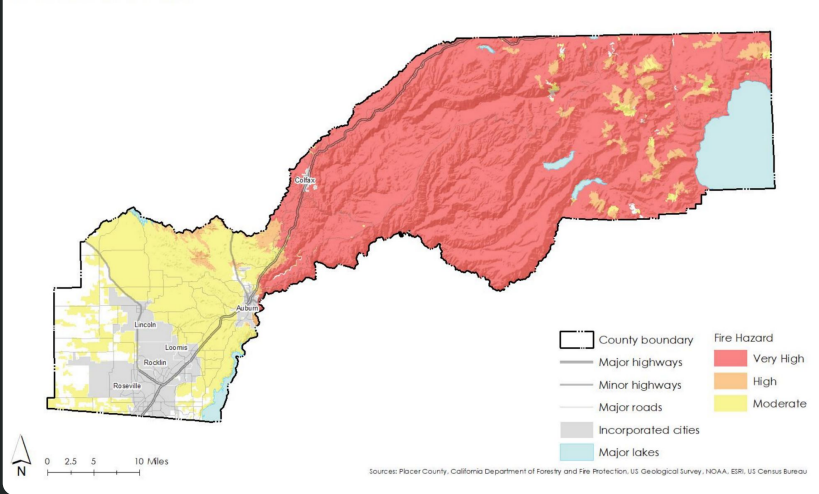 Colfax
Auburn
Lincoln
Loomis
Rocklin
Roseville
County boundary
Major highways
Minor highways
Major roads
Incorporated cities
Major lakes
Fire Hazard
Very High
High
Moderate
N
0 2.5 5 10 Miles
Sources: Placer County, California Department of Forestry and Fire Protection, US Geological Survey, NOAA, ESRI, US Census Bureau